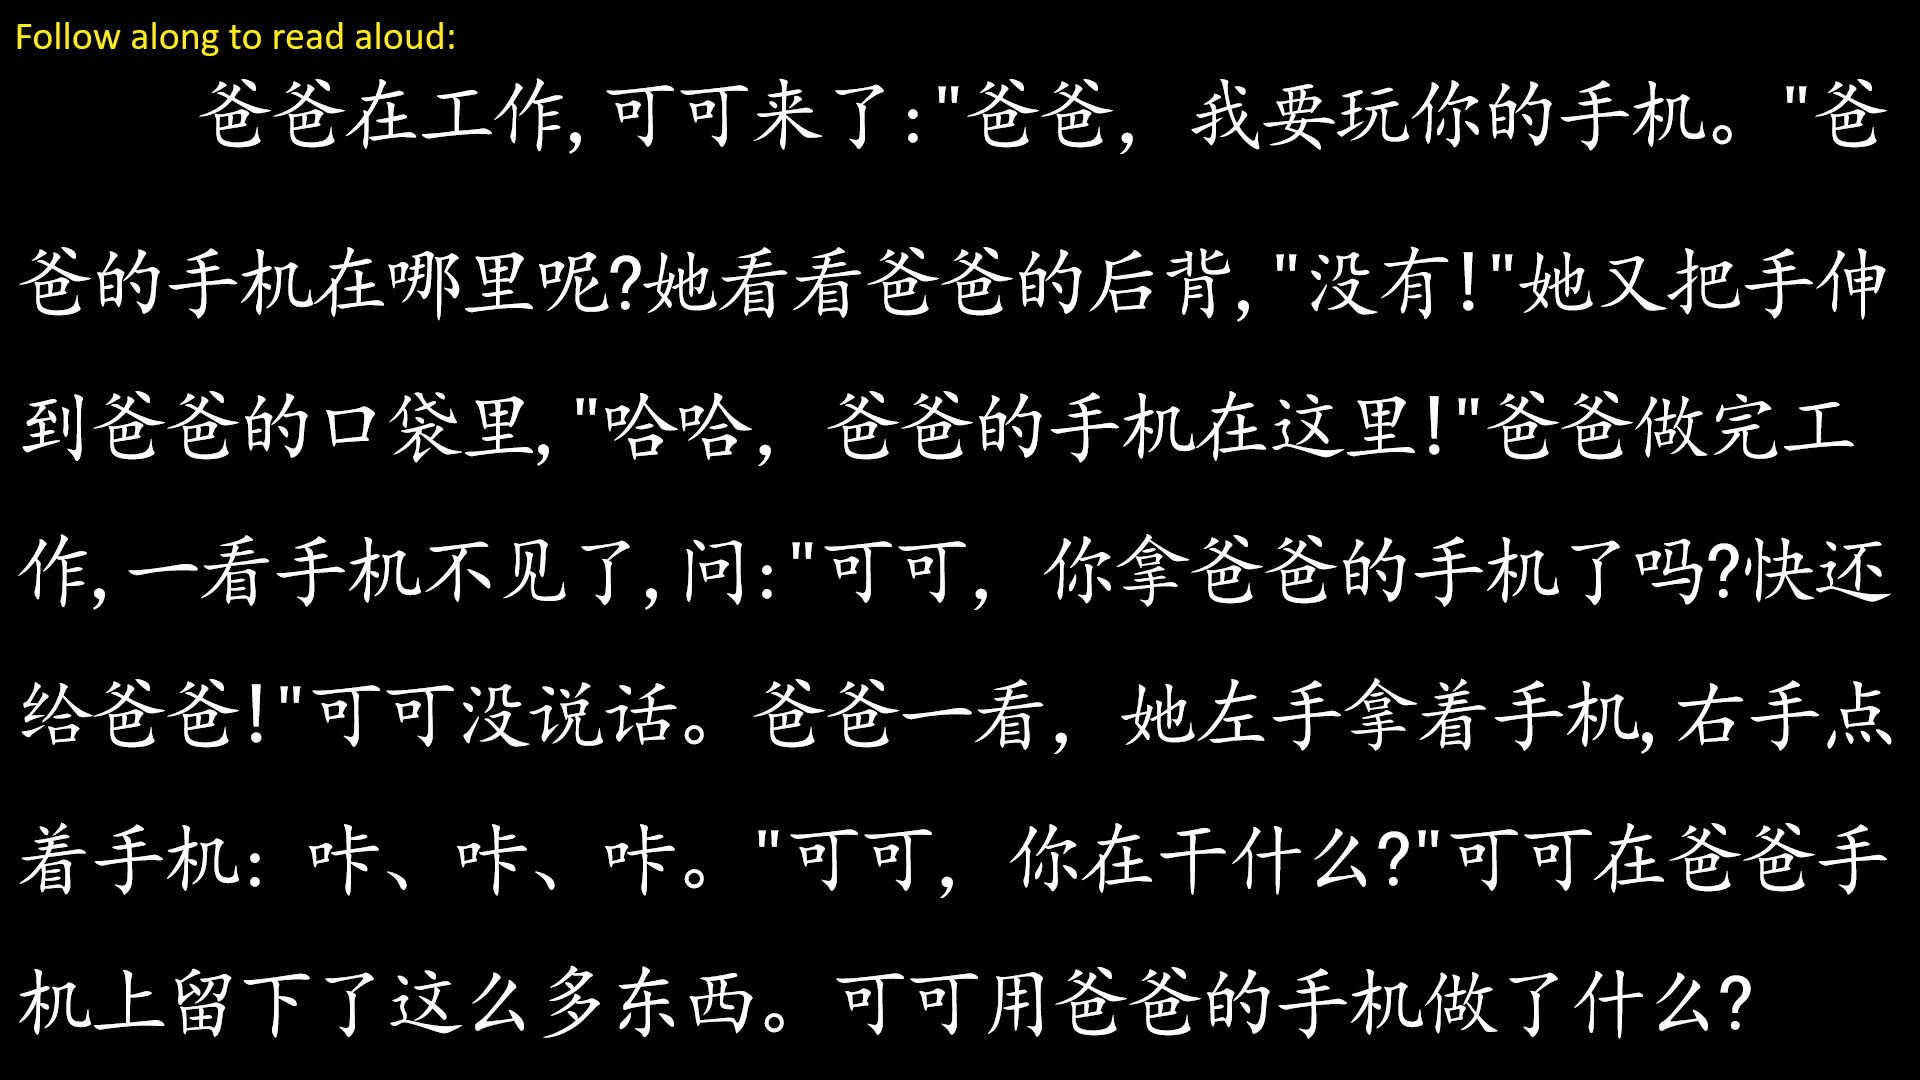 Follow along to read aloud:
爸爸在工作,可可来了:"爸爸，我要玩你的手机。"爸
爸的手机在哪里呢?她看看爸爸的后背,"没有!"她又把手伸
到爸爸的口袋里,"哈哈，爸爸的手机在这里!"爸爸做完工
作,一看手机不见了,问:"可可，你拿爸爸的手机了吗?快还
给爸爸!"可可没说话。爸爸一看，她左手拿着手机,右手点
着手机：咔、咔、咔。"可可，你在干什么?"可可在爸爸手
机上留下了这么多东西。可可用爸爸的手机做了什么?